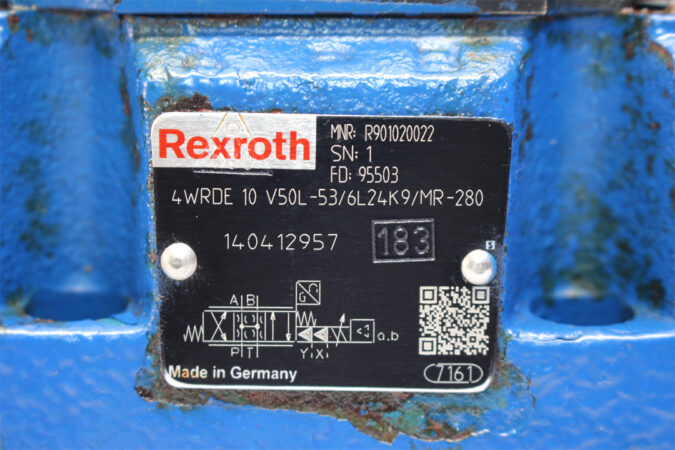 Rexroth
MNR: R901020022
SN: 1
FD: 95503
4WRDE 10 V50L-53/6L24K9/MR-280
140412957
183
S
G
A B
a.b
P T
Y X
Made in Germany
7161